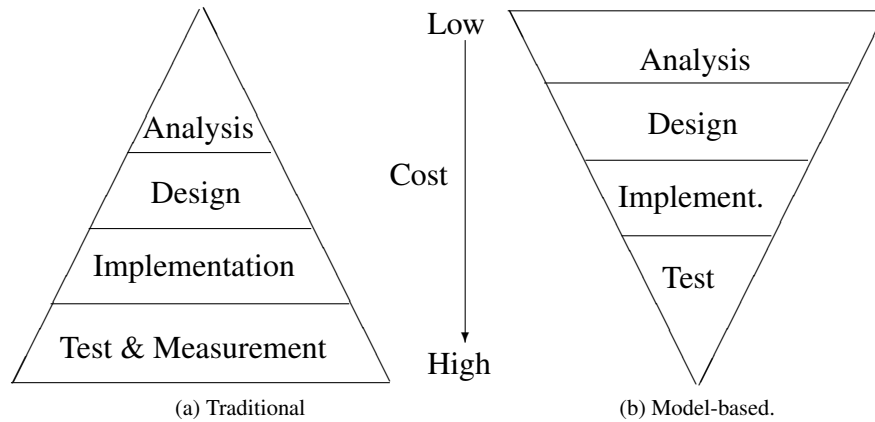 Analysis
Design
Implementation
Test & Measurement
(a) Traditional
Low
Cost
High
Analysis
Design
Implement.
Test
(b) Model-based.